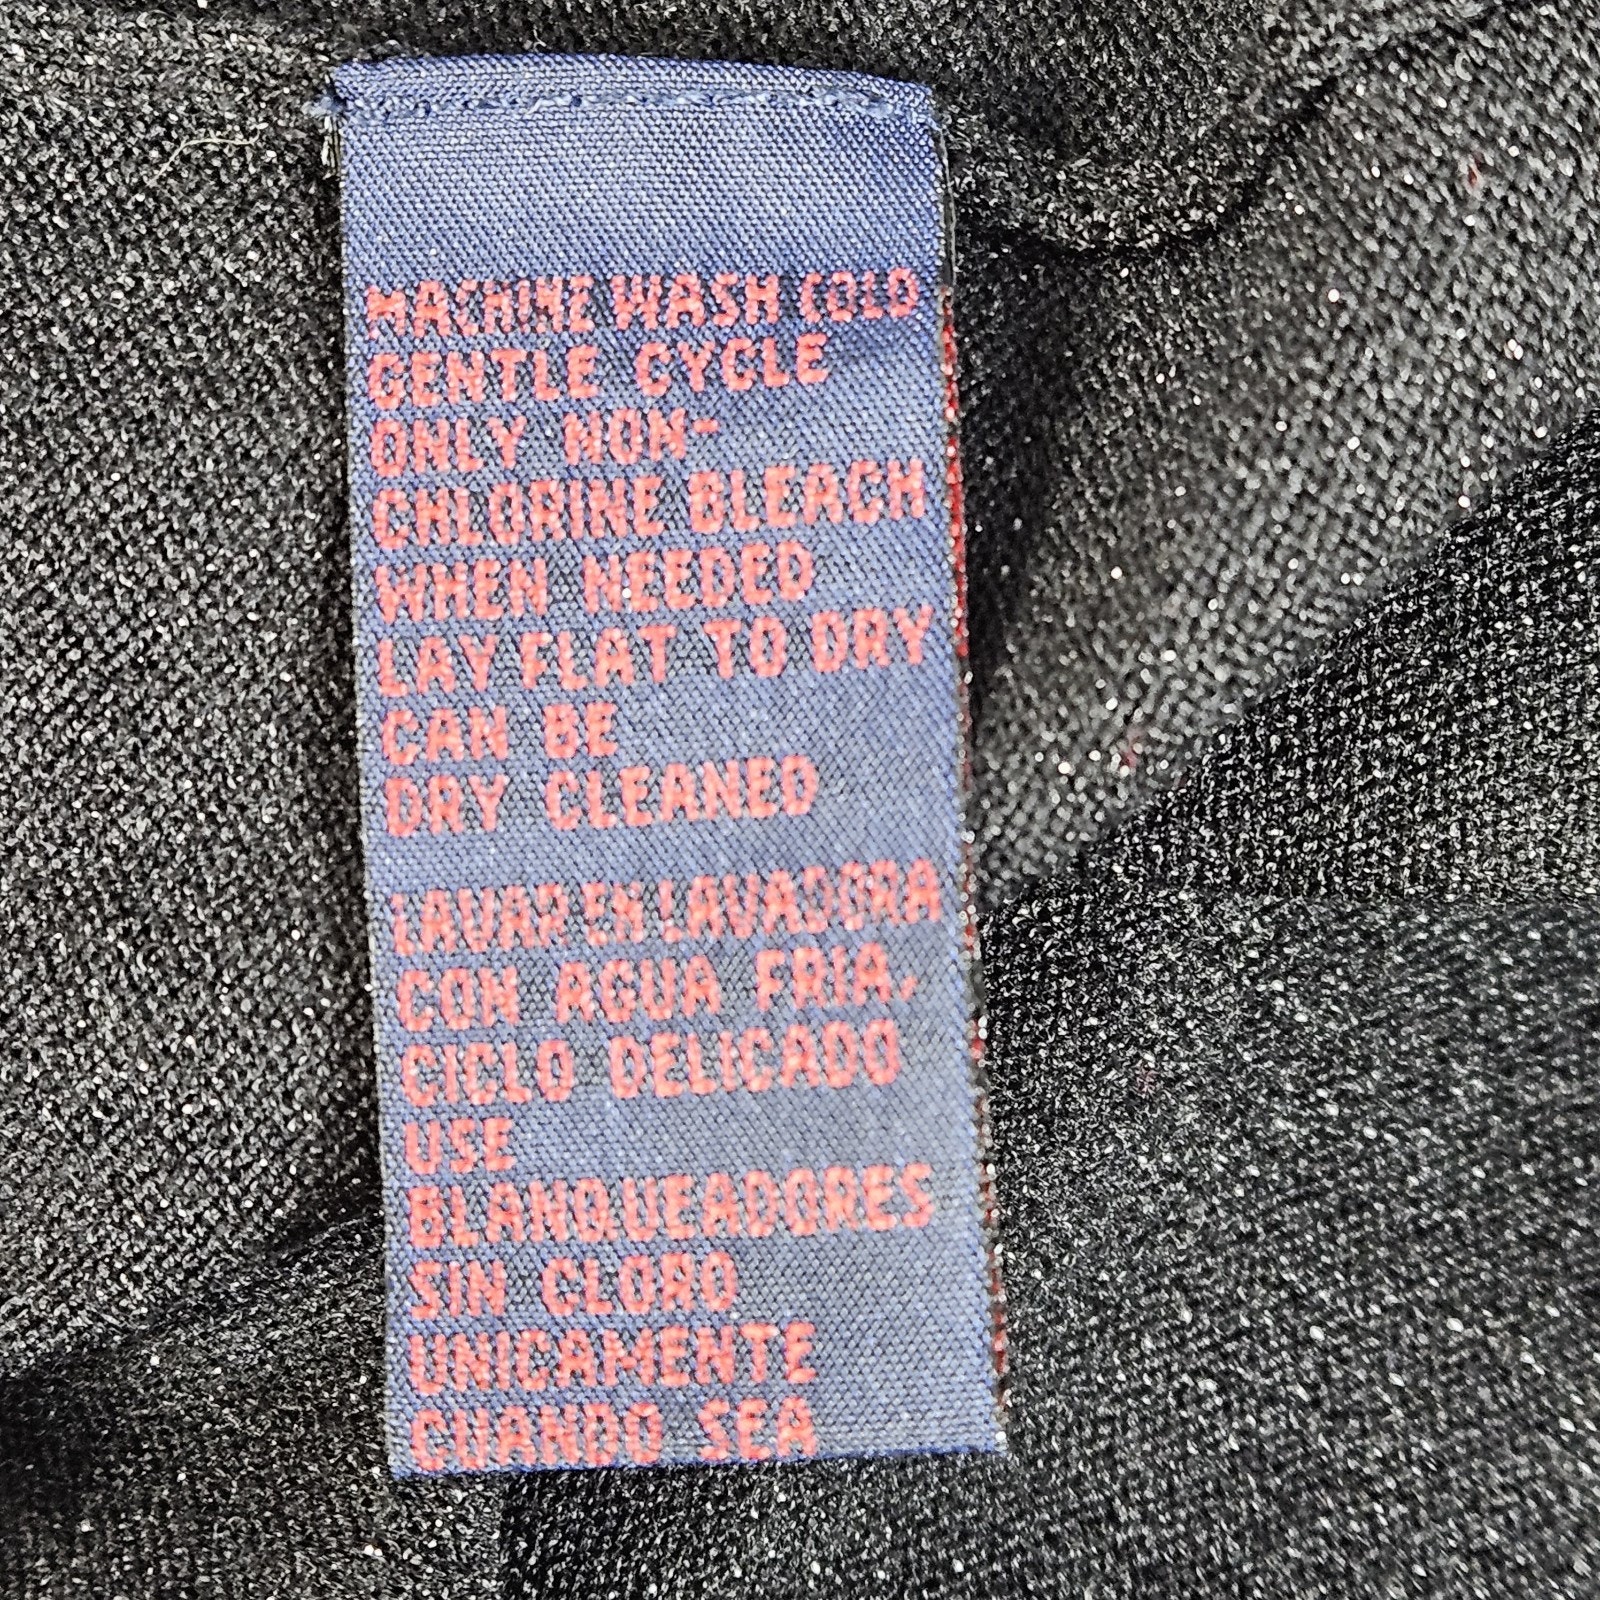 MACHINE WASH COLD
GENTLE CYCLE
ONLY NON-
CHLORINE BLEACH
WHEN NEEDED
LAY FLAT TO DRY
CAN BE
DRY CLEANED
LAVAR EN LAVADORA
CON AGUA FRIA,
CICLO DELICADO
USE
BLANQUEADORES
SIN CLORO
UNICAMENTE
CUANDO SEA